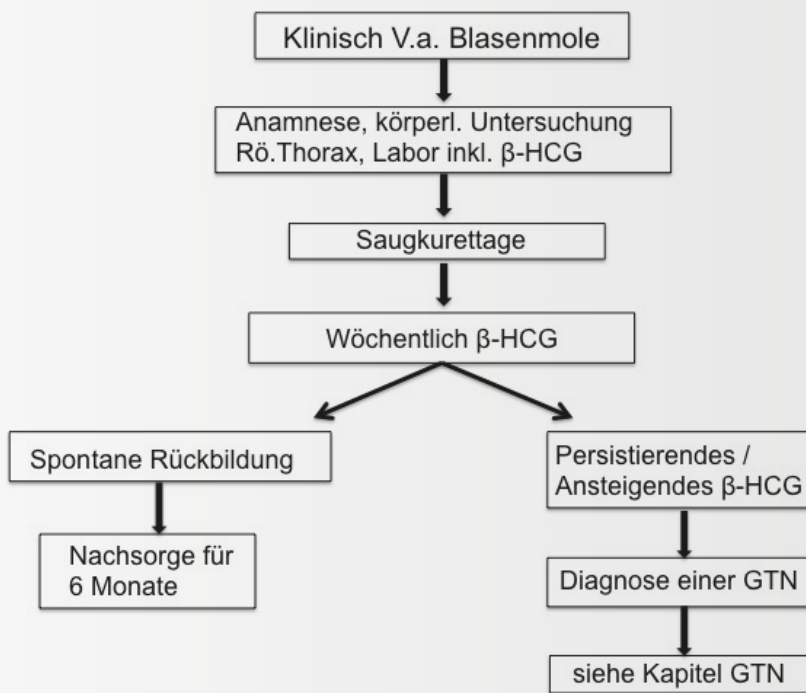 Klinisch V.a. Blasenmole
Anamnese, körperl. Untersuchung
Rö.Thorax, Labor inkl. β-HCG
Saugkurettage
Wöchentlich β-HCG
Spontane Rückbildung
Nachsorge für
6 Monate
Persistierendes /
Ansteigendes β-HCG
Diagnose einer GTN
siehe Kapitel GTN